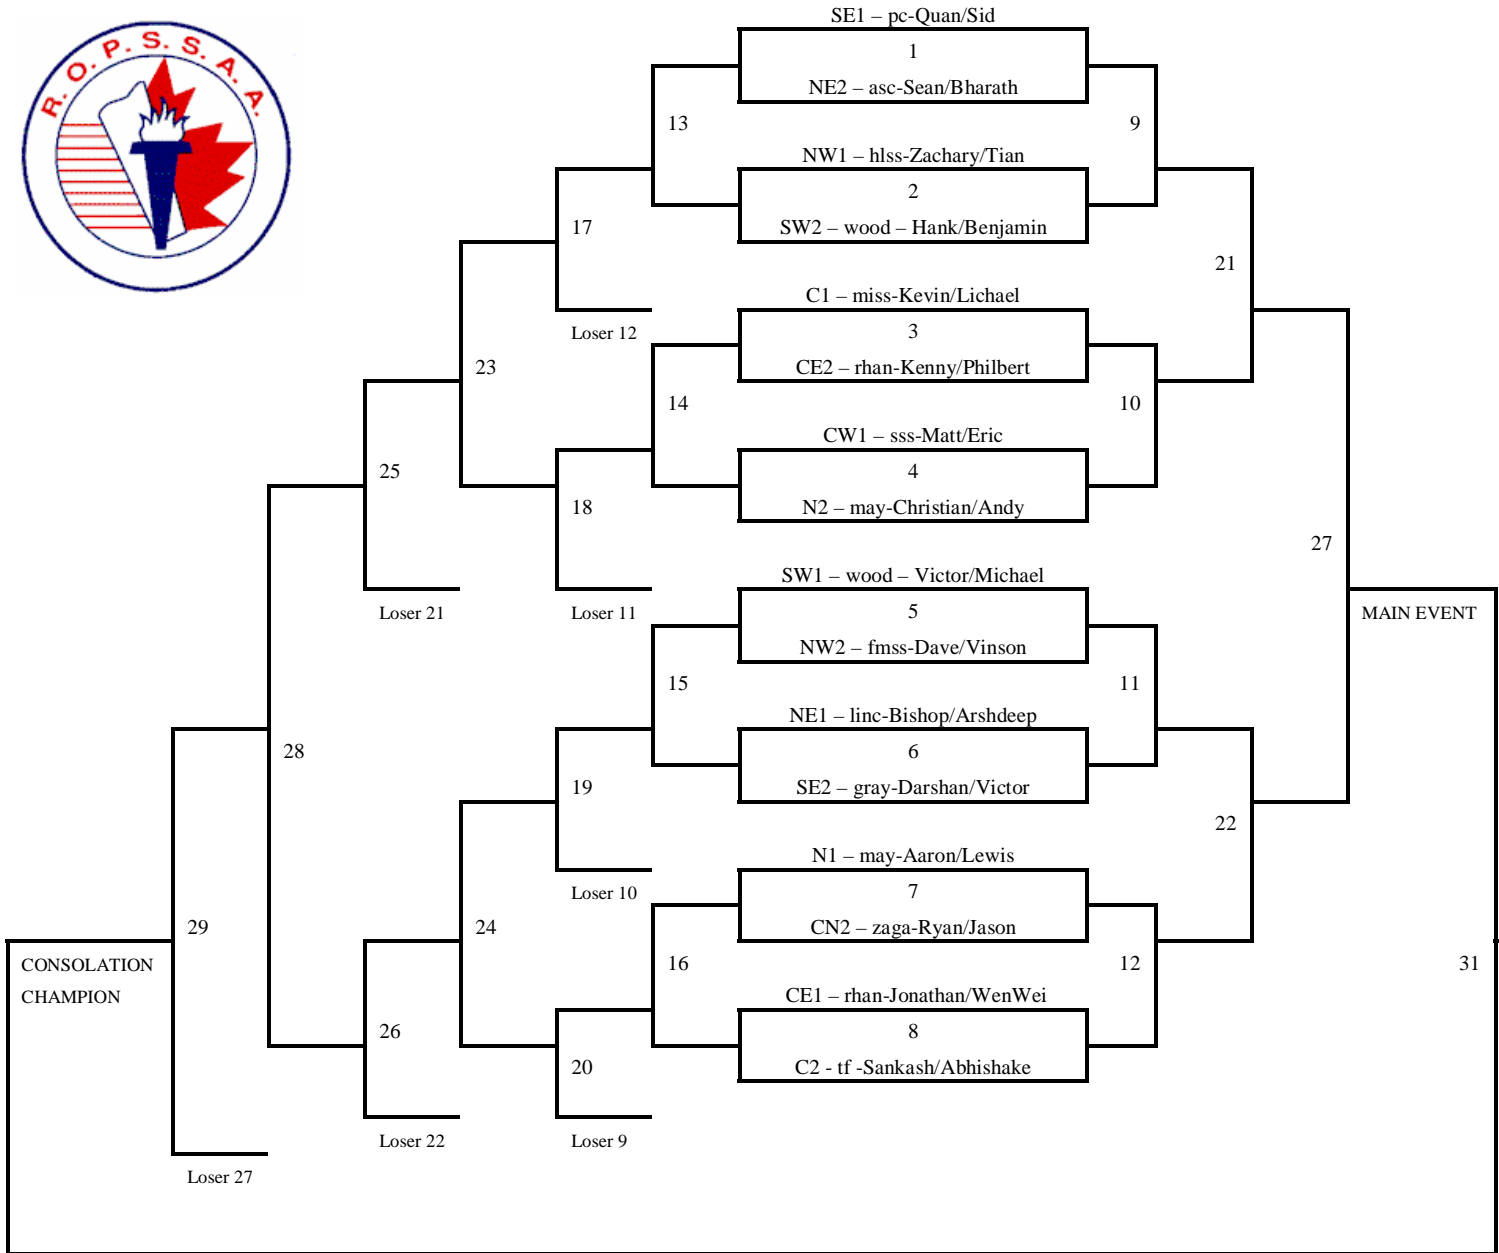 R. O. P. S. S. A. A.
SE1 – pc-Quan/Sid
1
NE2 – asc-Sean/Bharath
13
9
NW1 – hlss-Zachary/Tian
2
17
SW2 – wood – Hank/Benjamin
21
C1 – miss-Kevin/Lichael
Loser 12
3
23
CE2 – rhan-Kenny/Philbert
14
10
CW1 – sss-Matt/Eric
25
4
18
N2 – may-Christian/Andy
27
SW1 – wood – Victor/Michael
Loser 21
Loser 11
5
MAIN EVENT
NW2 – fmss-Dave/Vinson
15
11
NE1 – linc-Bishop/Arshdeep
28
6
19
SE2 – gray-Darshan/Victor
22
N1 – may-Aaron/Lewis
Loser 10
7
29
24
CN2 – zaga-Ryan/Jason
CONSOLATION
CHAMPION
16
12
31
CE1 – rhan-Jonathan/WenWei
26
8
20
C2 - tf -Sankash/Abhishake
Loser 22
Loser 9
Loser 27